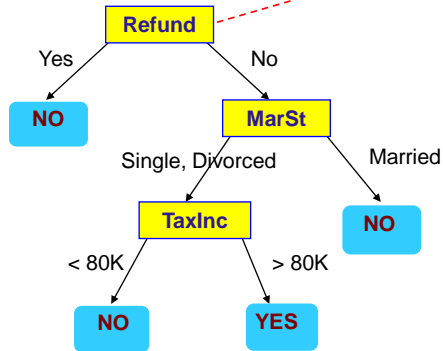 Refund
Yes
No
NO
MarSt
Single, Divorced
Married
TaxInc
NO
< 80K
> 80K
NO
YES